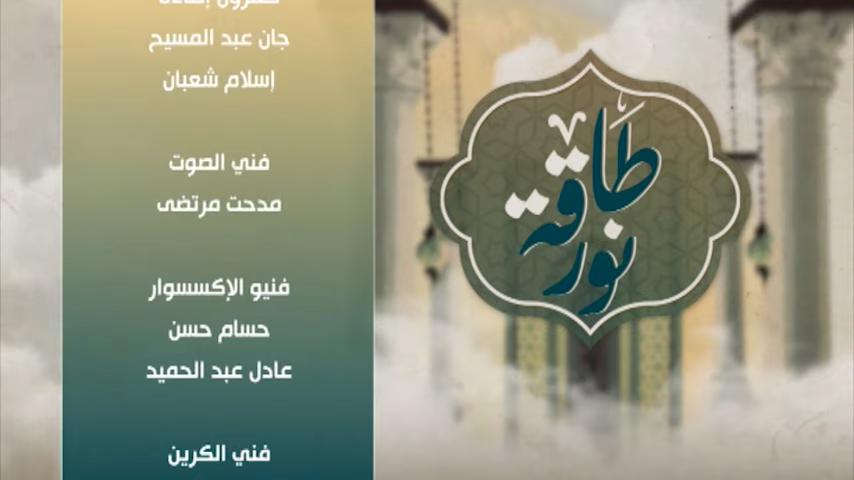 جان عبد المسيح
إسلام شعبان
فني الصوت
مدحت مرتضى
فنيو الإكسسوار
حسام حسن
عادل عبد الحميد
فني الكرين
طاقة
نور